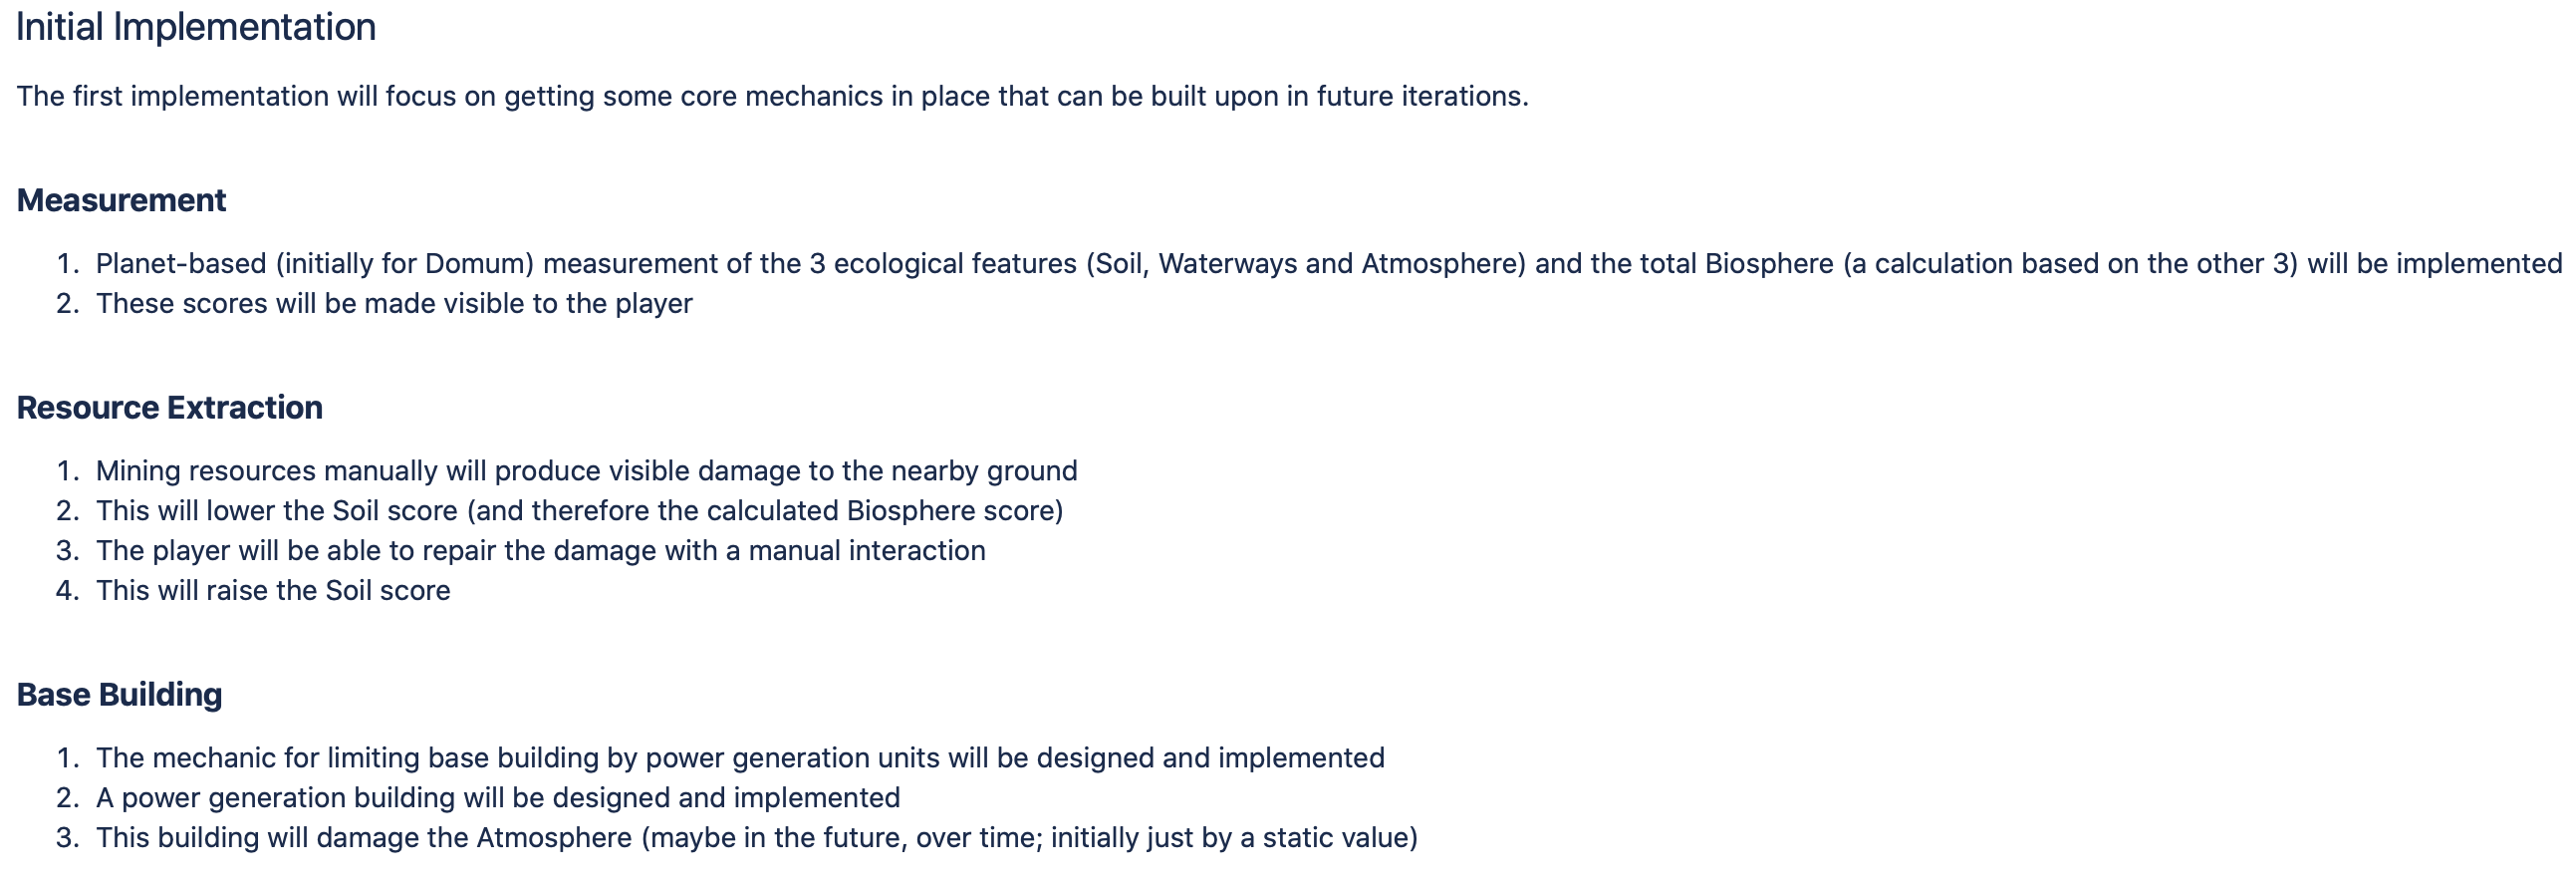 Initial Implementation
The first implementation will focus on getting some core mechanics in place that can be built upon in future iterations.
Measurement
1. Planet-based (initially for Domum) measurement of the 3 ecological features (Soil, Waterways and Atmosphere) and the total Biosphere (a calculation based on the other 3) will be implemented
2. These scores will be made visible to the player
Resource Extraction
1. Mining resources manually will produce visible damage to the nearby ground
2. This will lower the Soil score (and therefore the calculated Biosphere score)
3. The player will be able to repair the damage with a manual interaction
4. This will raise the Soil score
Base Building
1. The mechanic for limiting base building by power generation units will be designed and implemented
2. A power generation building will be designed and implemented
3. This building will damage the Atmosphere (maybe in the future, over time; initially just by a static value)